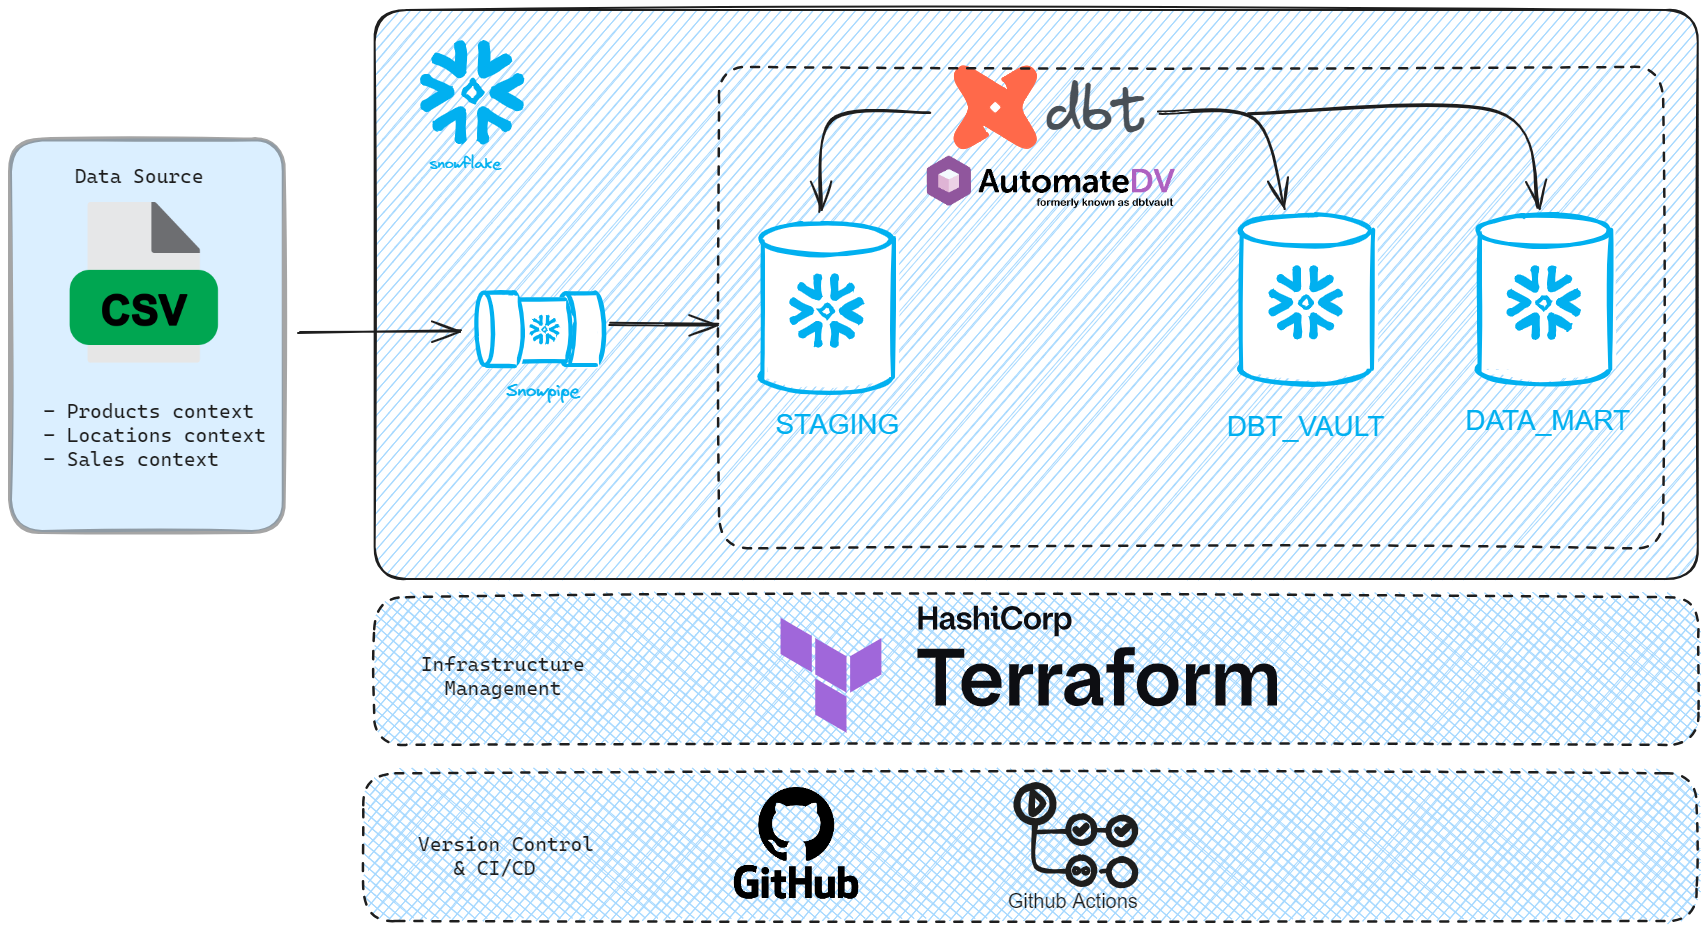 Data Source
CSV
- Products context
- Locations context
- Sales context
snowflake
Snowpipe
dbt
AutomateDV
formerly known as dbtvault
STAGING
DBT_VAULT
DATA_MART
Infrastructure
Management
HashiCorp
Terraform
Version Control
& CI/CD
GitHub
Github Actions